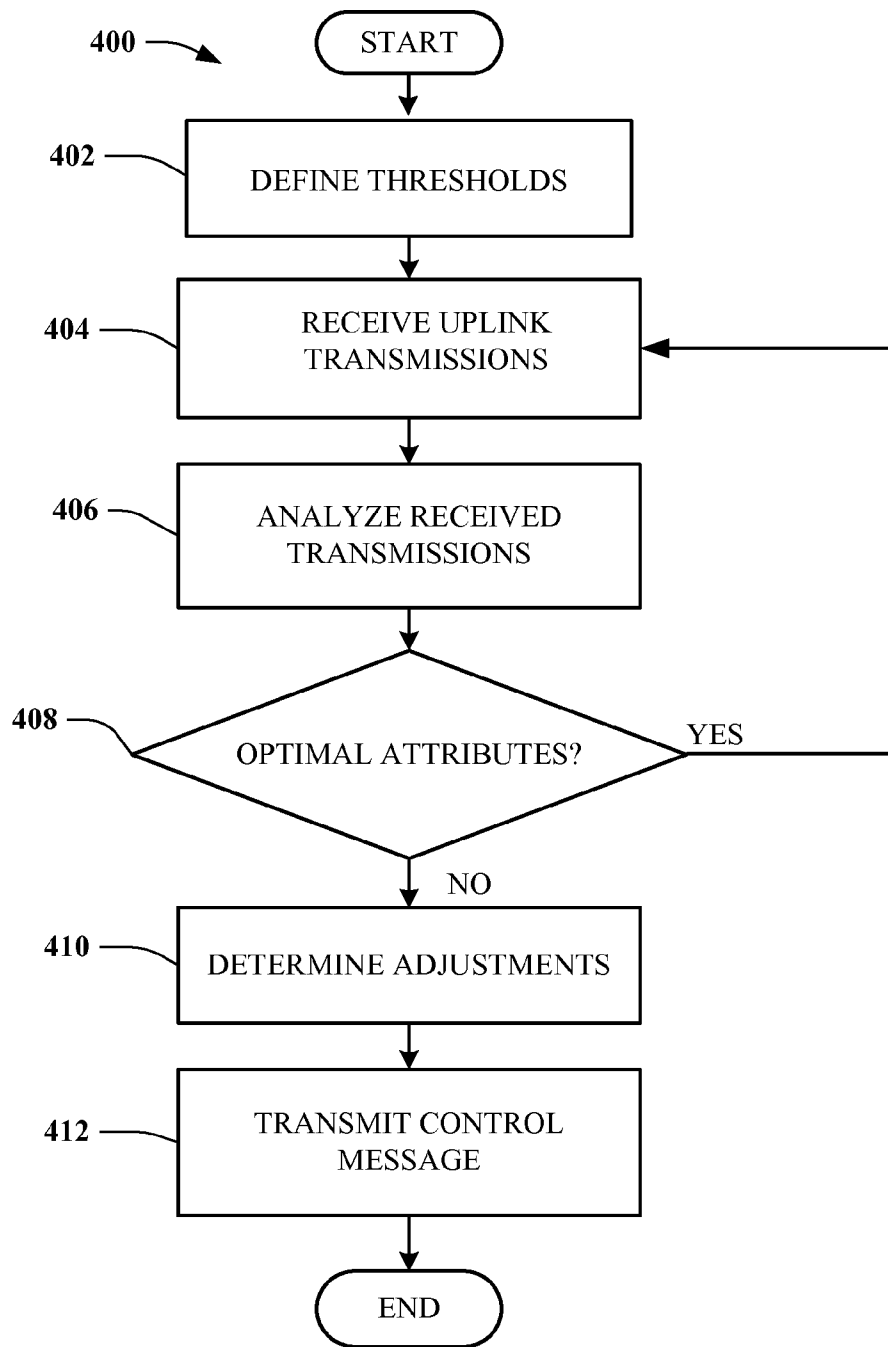 400
START
402
DEFINE THRESHOLDS
404
RECEIVE UPLINK
TRANSMISSIONS
406
ANALYZE RECEIVED
TRANSMISSIONS
408
OPTIMAL ATTRIBUTES?
YES
NO
410
DETERMINE ADJUSTMENTS
412
TRANSMIT CONTROL
MESSAGE
END